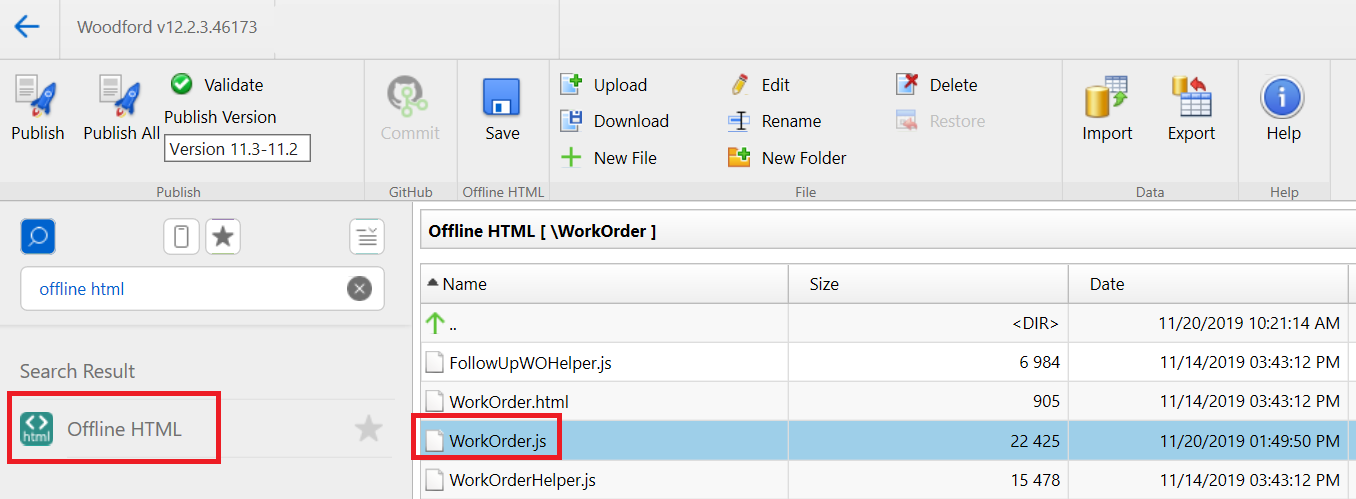 Woodford v12.2.3.46173
Publish
Publish All
Validate
Publish Version
Version 11.3-11.2
Publish
Commit
GitHub
Save
Offline HTML
Upload
Edit
Delete
Download
Rename
Restore
New File
New Folder
File
Import
Export
Data
Help
Help
offline html
Search Result
html
Offline HTML
Offline HTML [ \WorkOrder ]
Name Size Date
.. <DIR> 11/20/2019 10:21:14 AM
FollowUpWOHelper.js 6 984 11/14/2019 03:43:12 PM
WorkOrder.html 905 11/14/2019 03:43:12 PM
WorkOrder.js 22 425 11/20/2019 01:49:50 PM
WorkOrderHelper.js 15 478 11/14/2019 03:43:12 PM